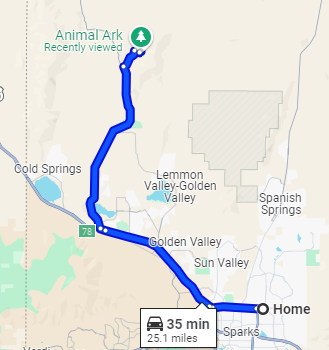 Animal Ark
Recently viewed
Cold Springs
Lemmon
Valley-Golden
Valley
Spanish
Springs
78
Golden Valley
Sun Valley
35 min
25.1 miles
Home
Sparks